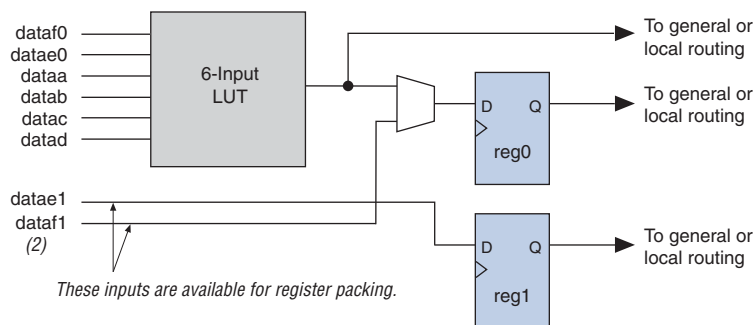 dataf0
datae0
dataa
datab
datac
datad
6-Input
LUT
To general or
local routing
D Q
reg0
To general or
local routing
datae1
dataf1
(2)
D Q
reg1
To general or
local routing
These inputs are available for register packing.